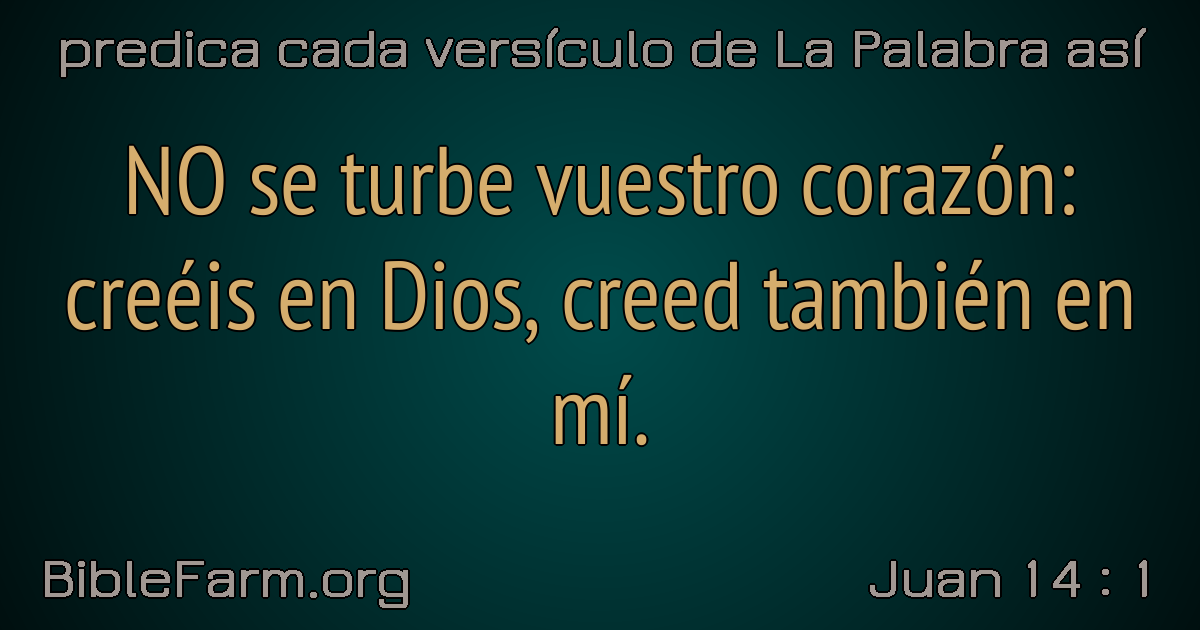 predica cada versículo de La Palabra así
NO se turbe vuestro corazón:
creéis en Dios, creed también en
mí.
BibleFarm.org
Juan 14 : 1